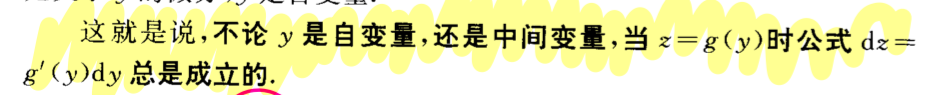 这就是说,不论 y 是自变量,还是中间变量,当 z=g(y)时公式 dz=
g′(y)dy 总是成立的.